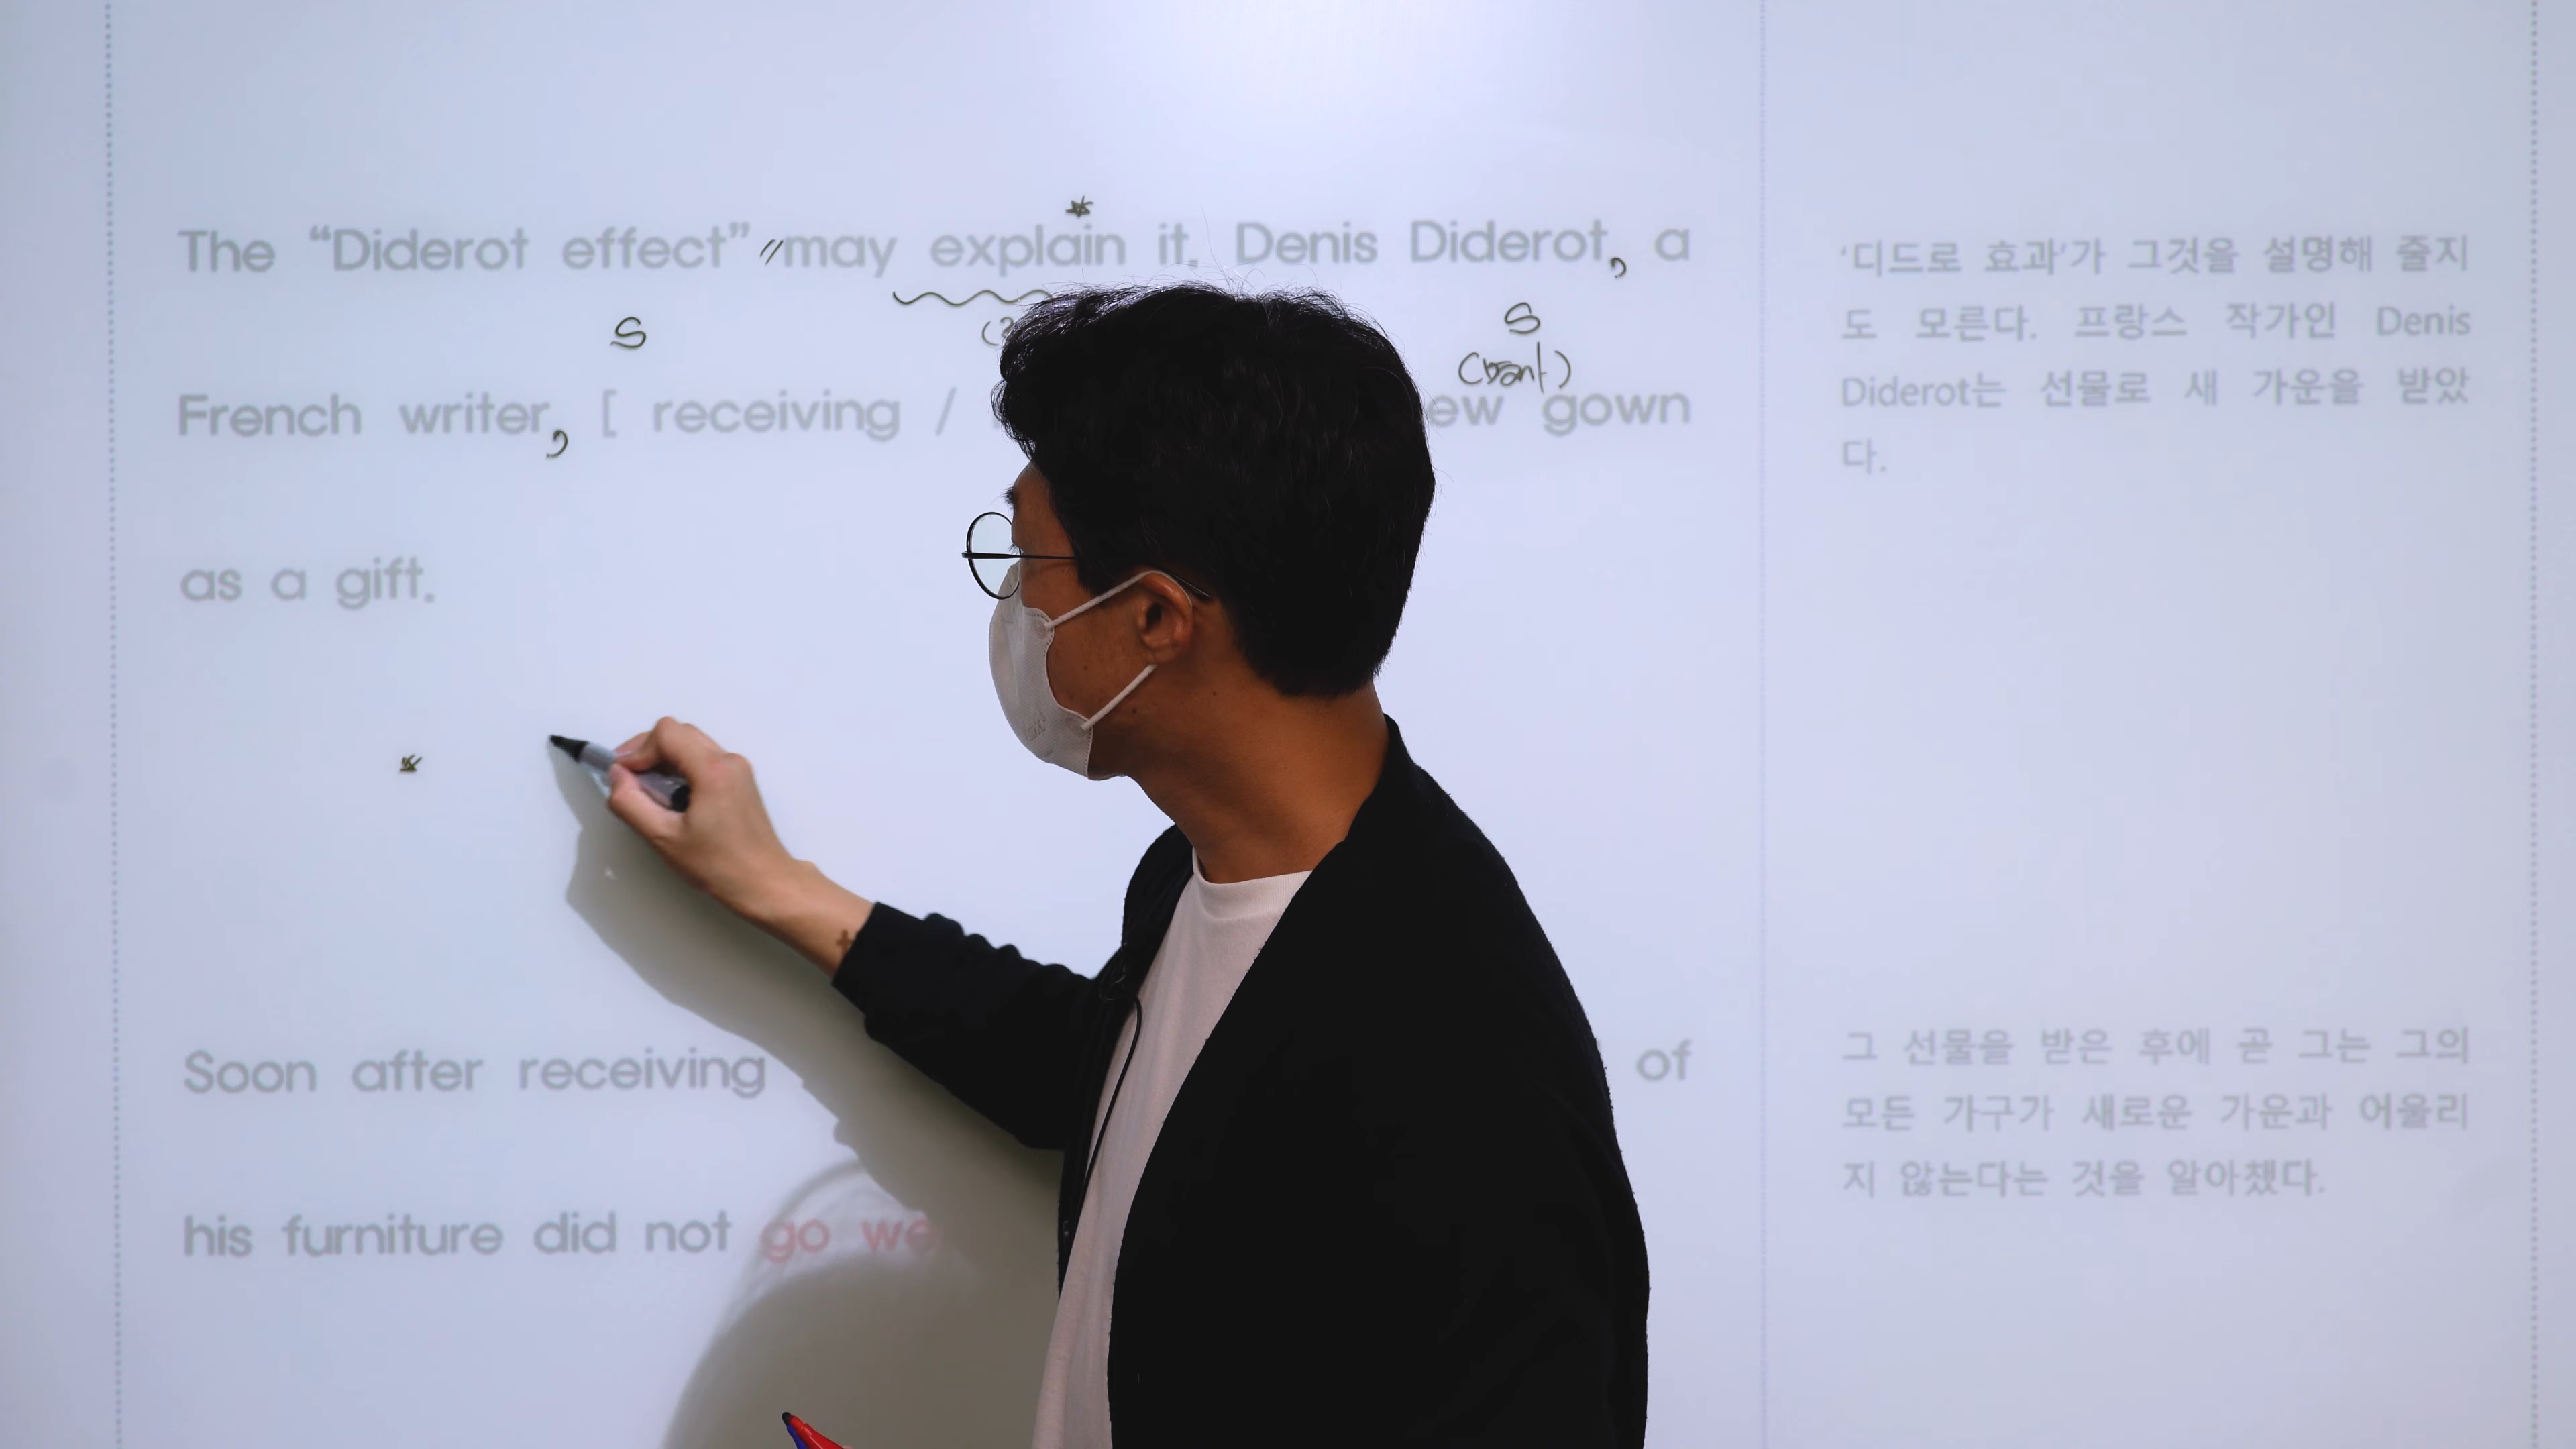 The “Diderot effect” may explain it. Denis Diderot, a
S
S
French writer, [ receiving / ew gown
as a gift.
Soon after receiving of
his furniture did not go we
‘디드로 효과’가 그것을 설명해 줄지
도 모른다. 프랑스 작가인 Denis
Diderot는 선물로 새 가운을 받았
다.
그 선물을 받은 후에 곧 그는 그의
모든 가구가 새로운 가운과 어울리
지 않는다는 것을 알아챘다.